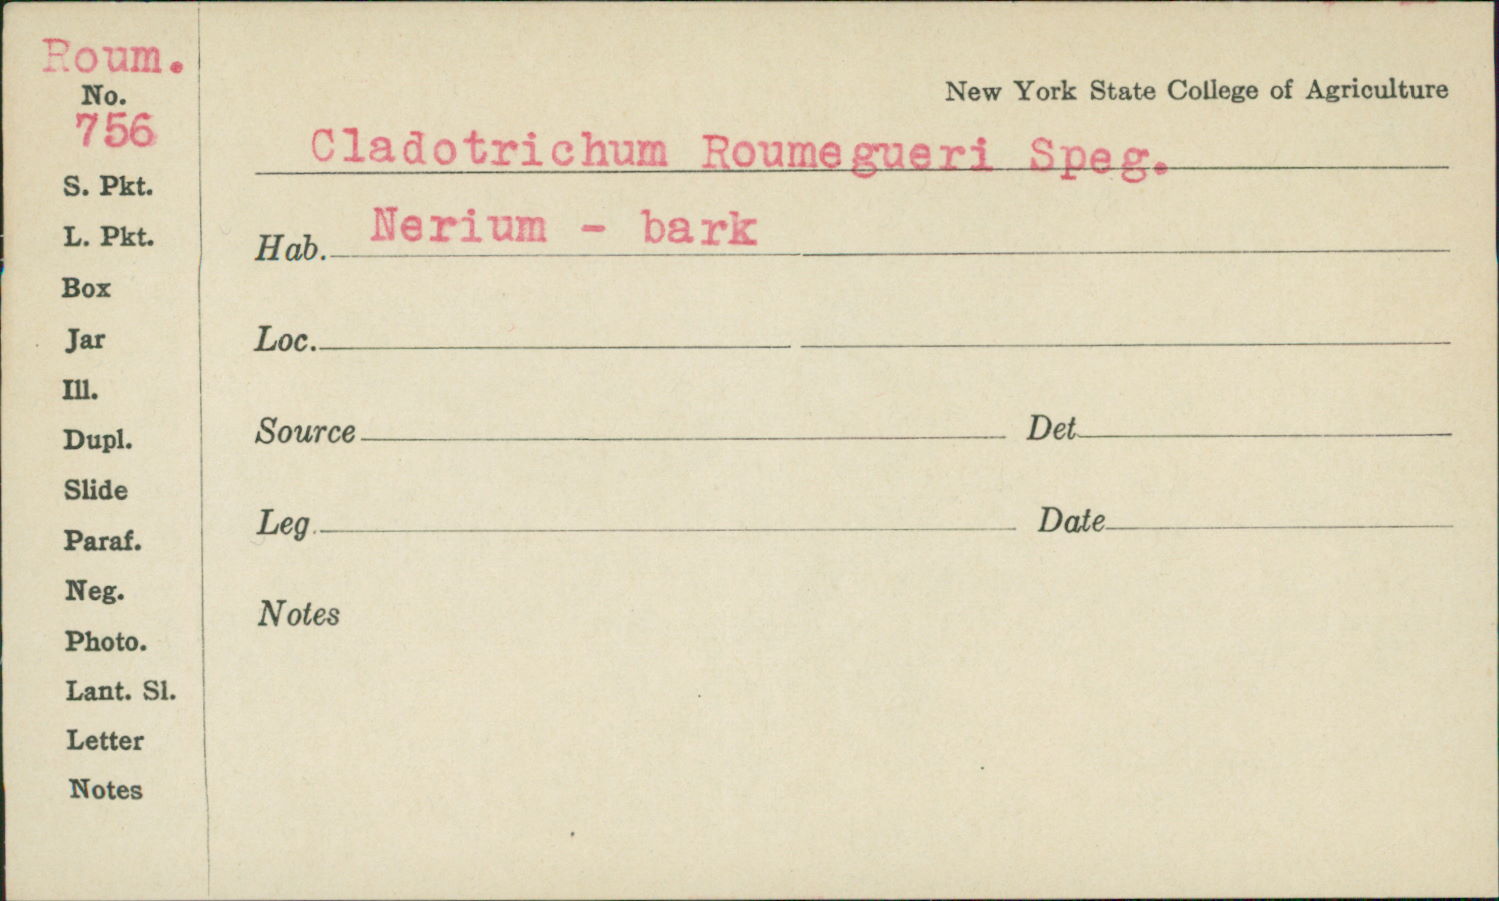 Roum.
No.
756
S. Pkt.
L. Pkt.
Box
Jar
Ill.
Dupl.
Slide
Paraf.
Neg.
Photo.
Lant. Sl.
Letter
Notes
New York State College of Agriculture
Cladotrichum Roumegueri Speg.
Hab. Nerium - bark
Loc.
Source Det
Leg. Date
Notes